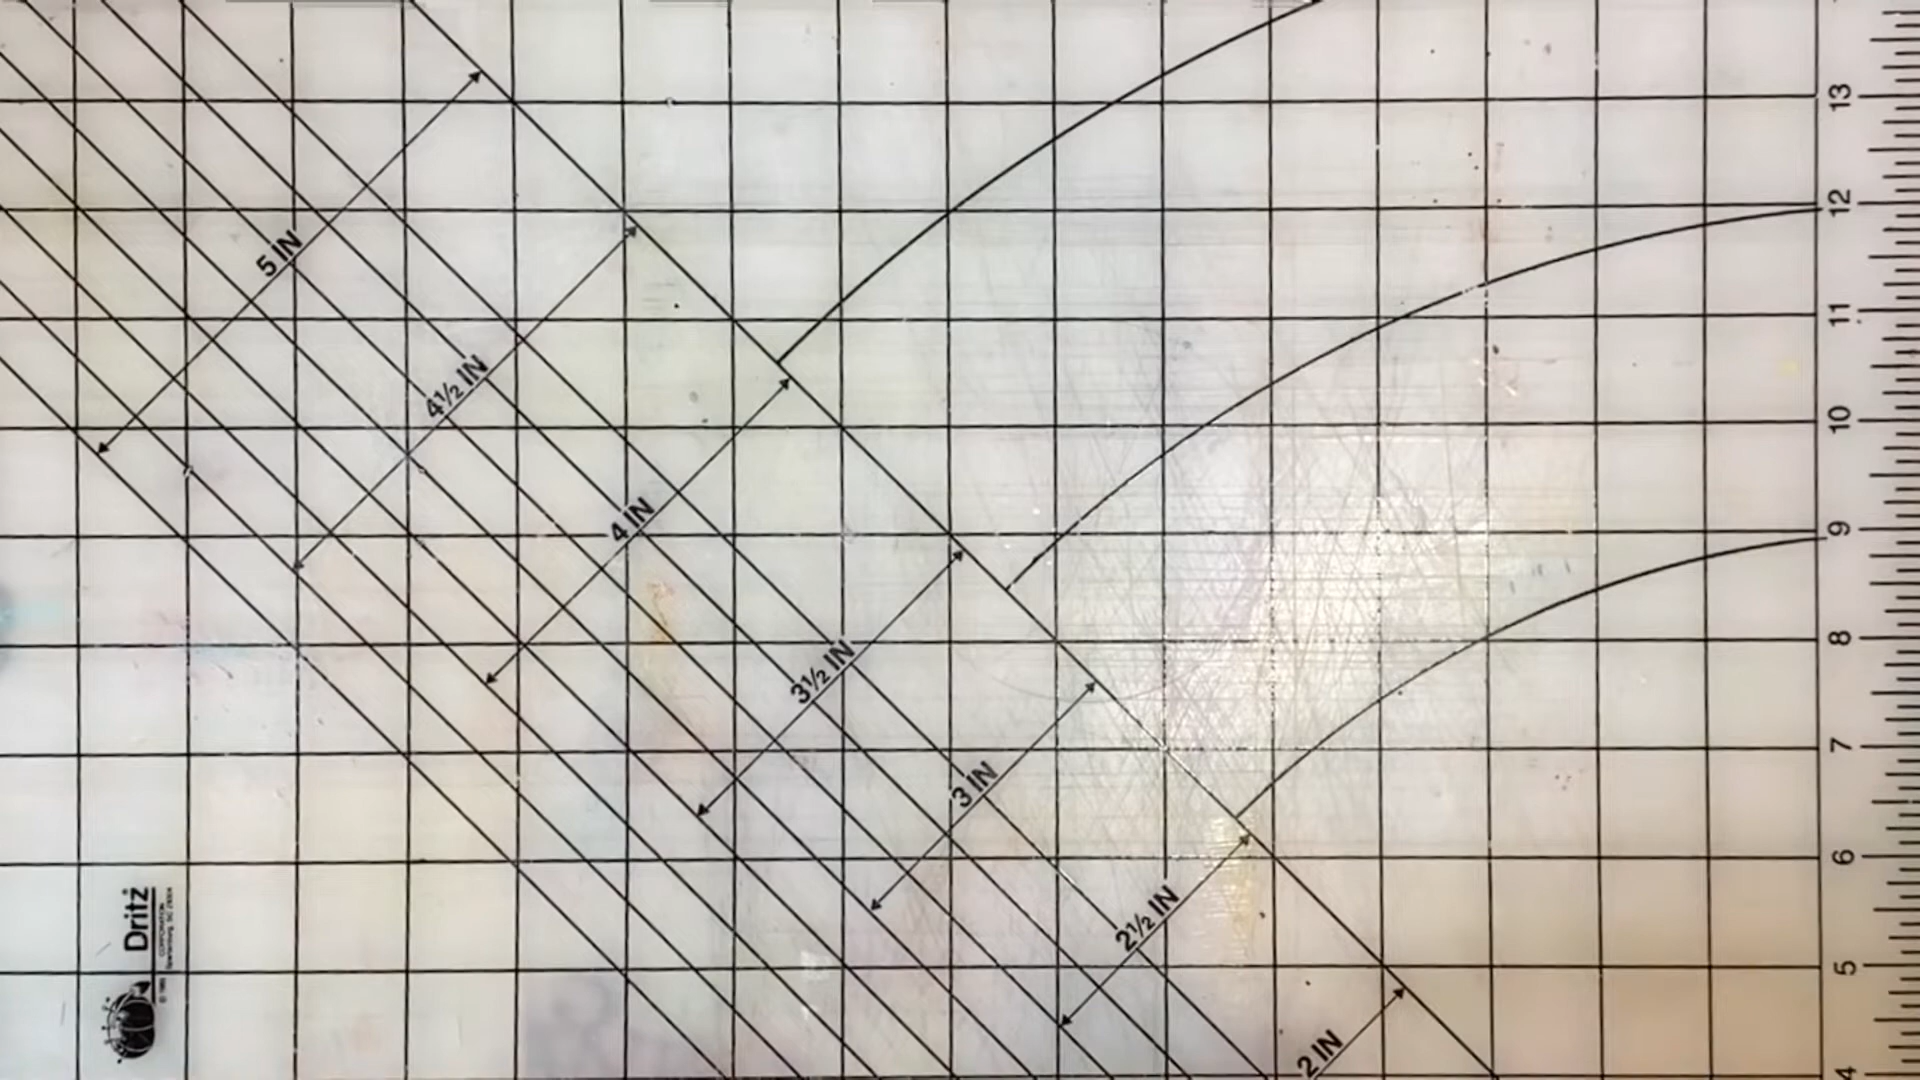 5 IN
4½ IN
4 IN
3½ IN
3 IN
2½ IN
2 IN
13
12
11
10
9
8
7
6
5
4
Dritz
CORPORATION